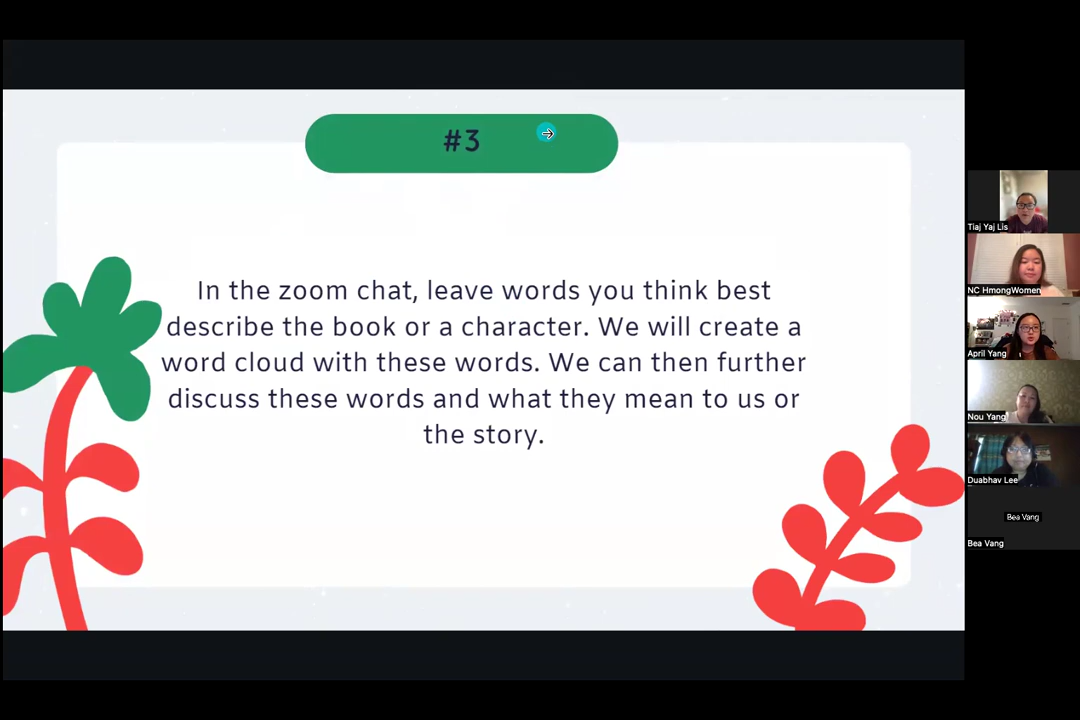 #3
In the zoom chat, leave words you think best
describe the book or a character. We will create a
word cloud with these words. We can then further
discuss these words and what they mean to us or
the story.
Tiaj Yaj Lis
NC HmongWomen
April Yang
Nou Yang
Duabhav Lee
Bea Vang
Bea Vang